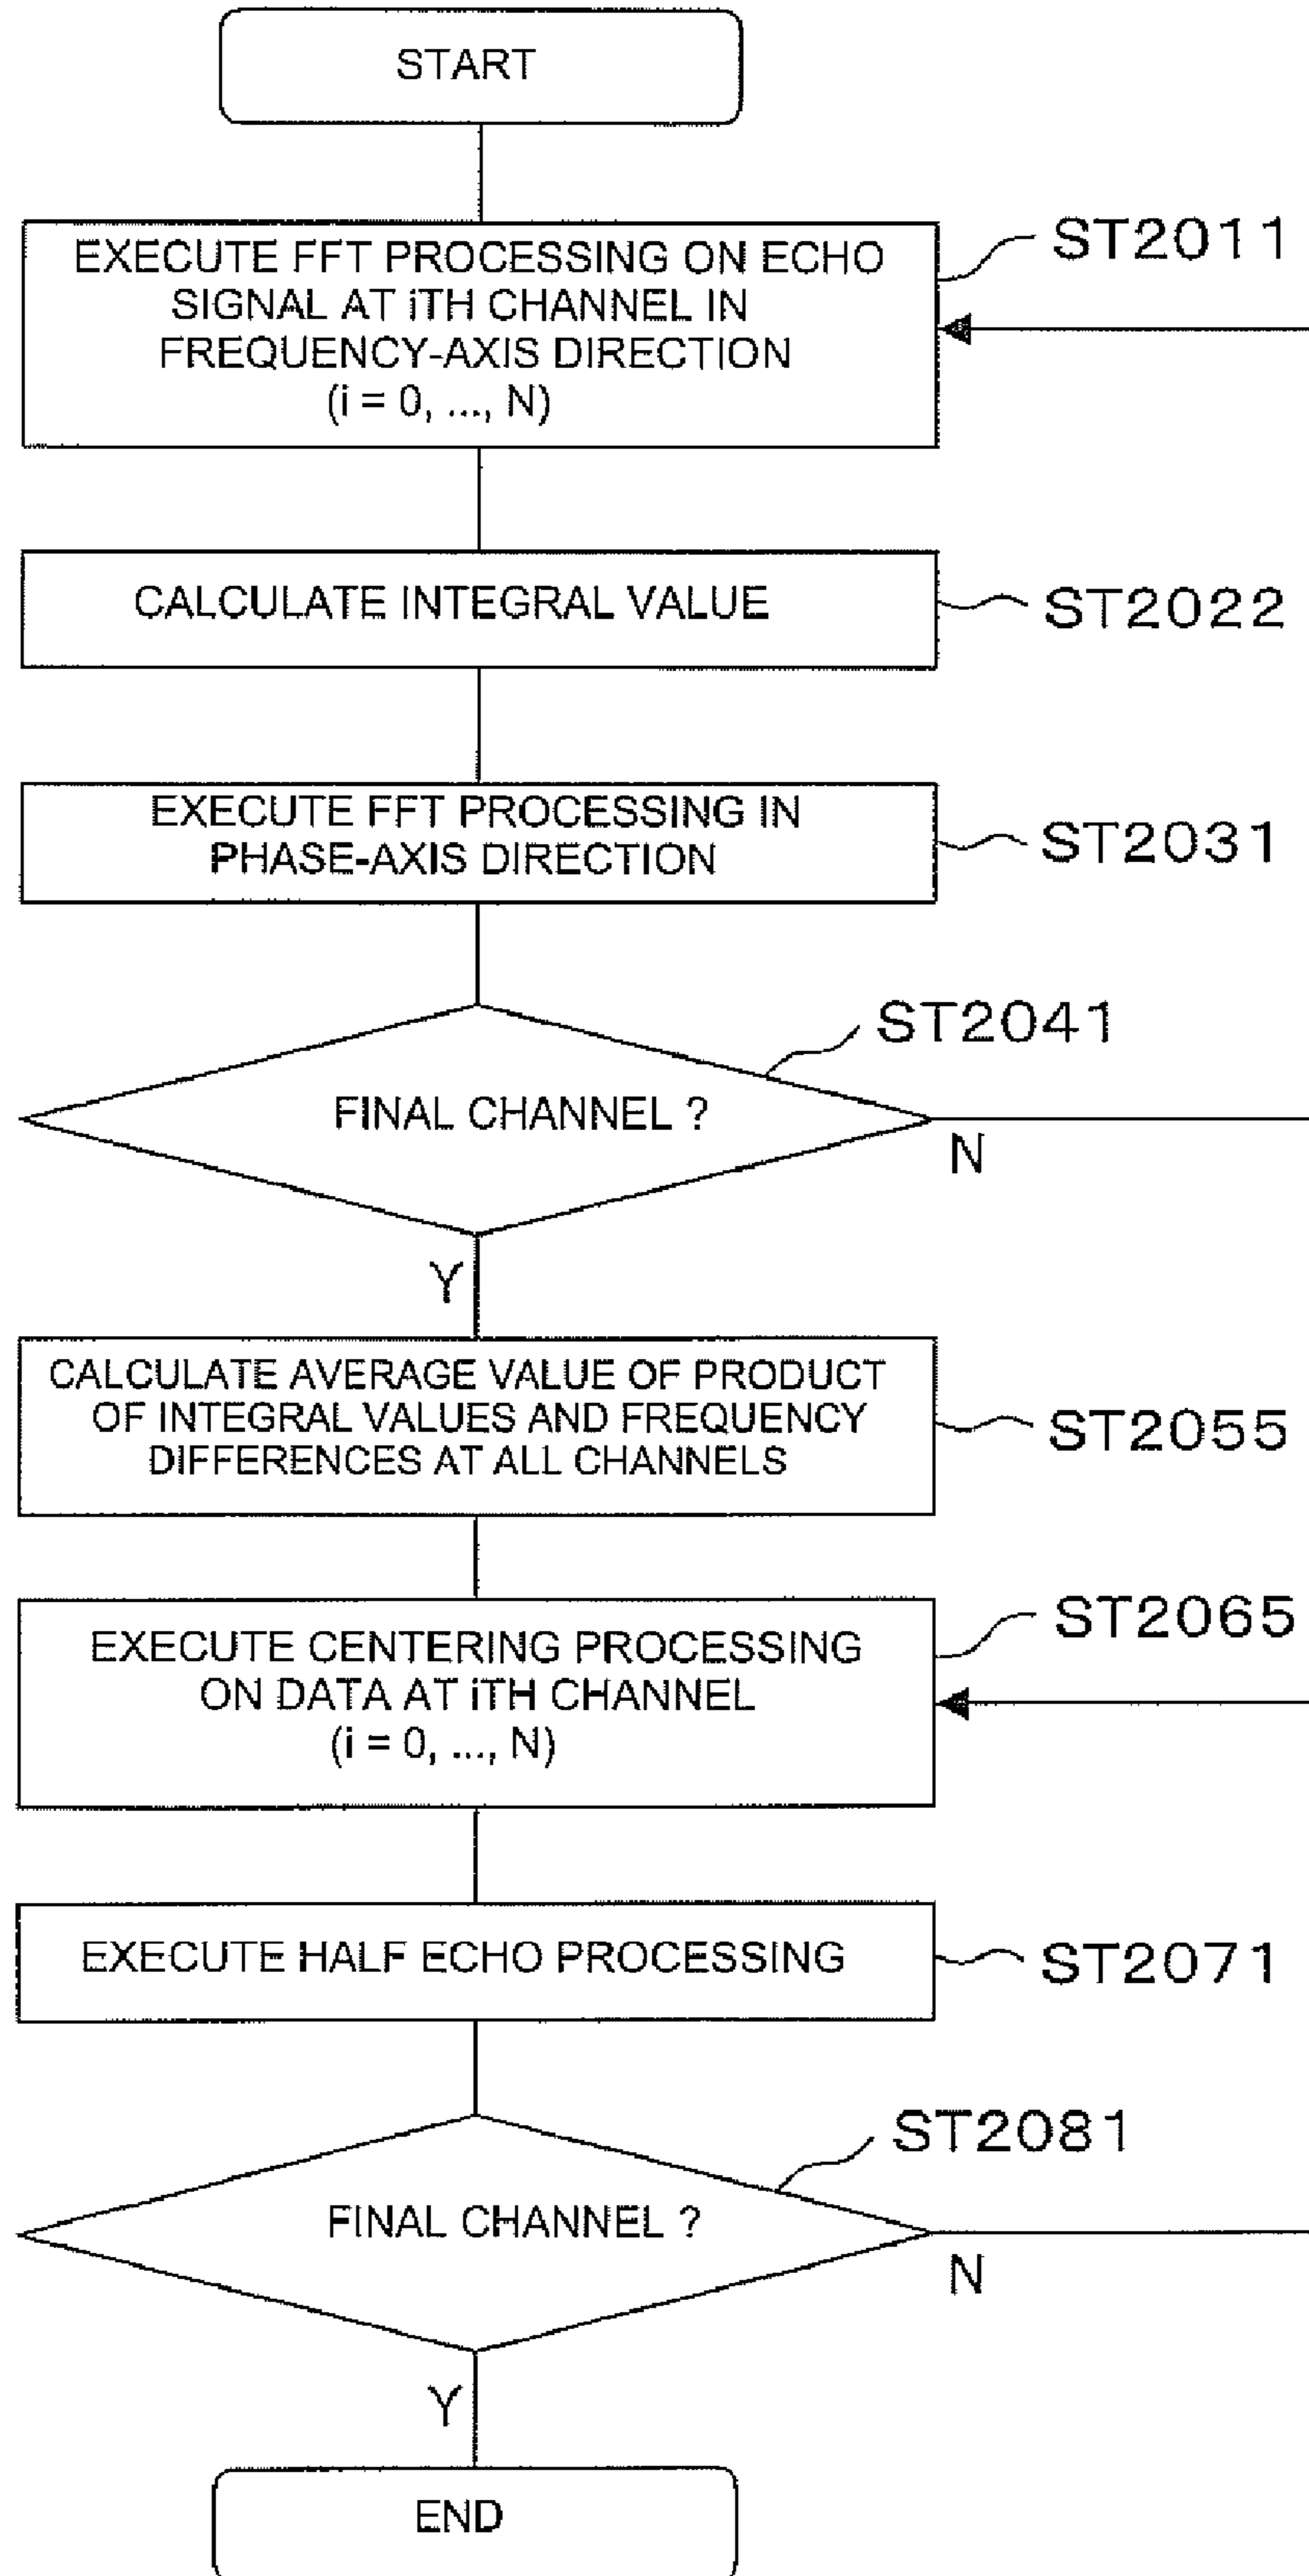 START
EXECUTE FFT PROCESSING ON ECHO
SIGNAL AT iTH CHANNEL IN
FREQUENCY-AXIS DIRECTION
(i = 0, ..., N)
ST2011
CALCULATE INTEGRAL VALUE
ST2022
EXECUTE FFT PROCESSING IN
PHASE-AXIS DIRECTION
ST2031
ST2041
FINAL CHANNEL ?
N
Y
CALCULATE AVERAGE VALUE OF PRODUCT
OF INTEGRAL VALUES AND FREQUENCY
DIFFERENCES AT ALL CHANNELS
ST2055
EXECUTE CENTERING PROCESSING
ON DATA AT iTH CHANNEL
(i = 0, ..., N)
ST2065
EXECUTE HALF ECHO PROCESSING
ST2071
ST2081
FINAL CHANNEL ?
N
Y
END